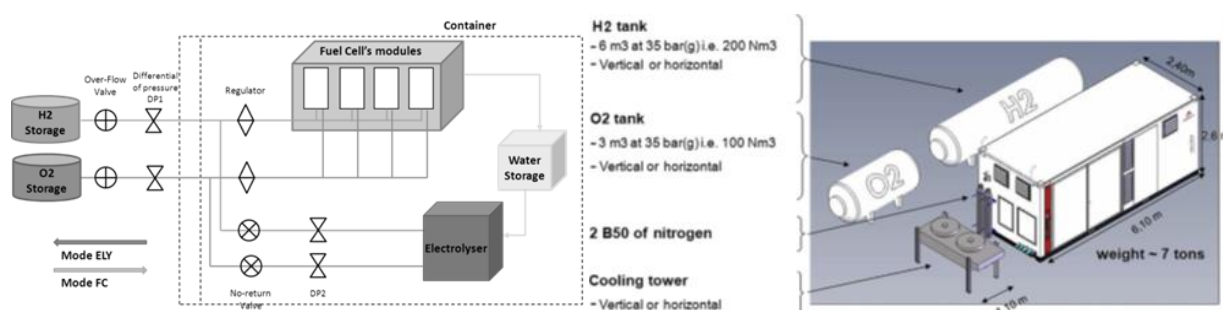 Container
Fuel Cell's modules
Over-Flow
Valve
Differential
of pressure
DP1
Regulator
H2
Storage
O2
Storage
Water
Storage
Electrolyser
Mode ELY
Mode FC
No-return
Valve
DP2
H2 tank
- 6 m3 at 35 bar(g) i.e. 200 Nm3
- Vertical or horizontal
O2 tank
- 3 m3 at 35 bar(g) i.e. 100 Nm3
- Vertical or horizontal
2 B50 of nitrogen
Cooling tower
- Vertical or horizontal
H2
O2
2,40m
6,10 m
weight ~ 7 tons